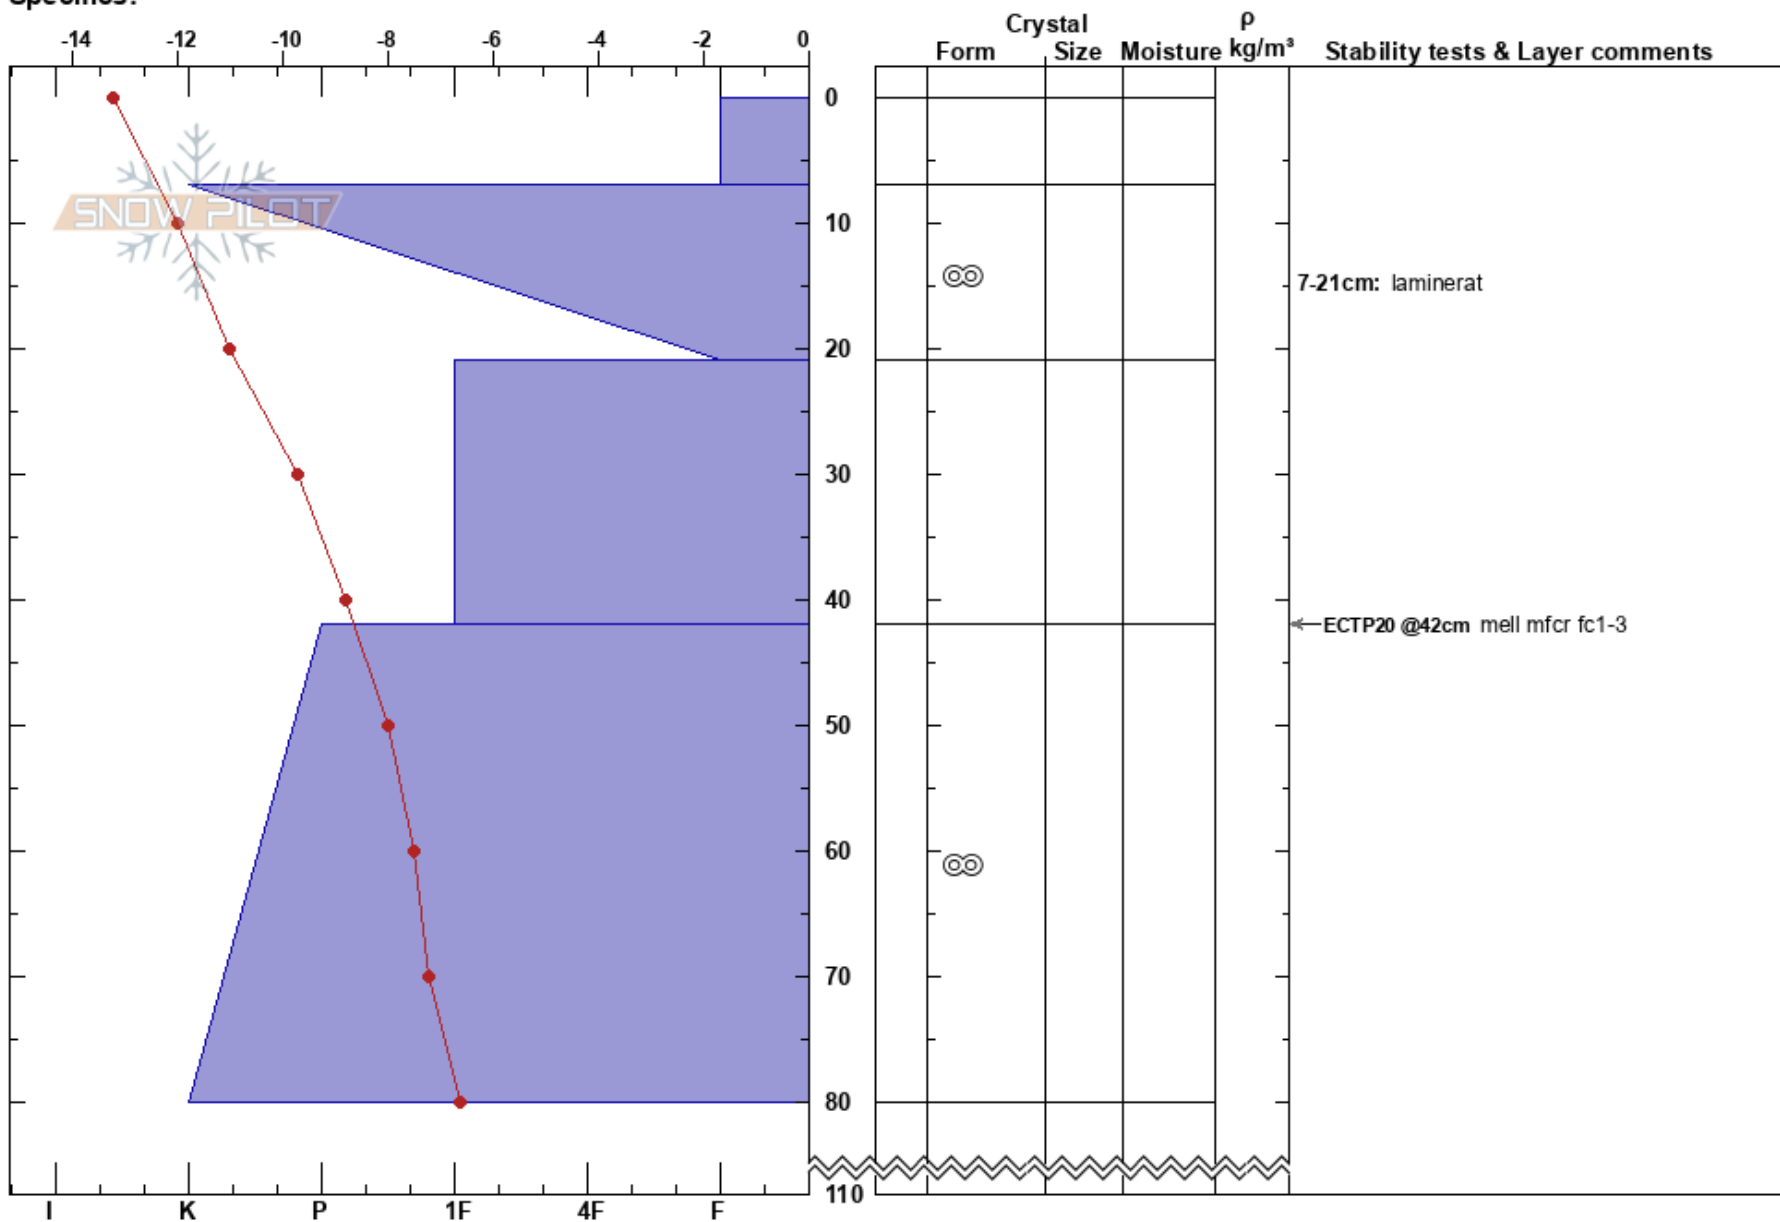 -14 -12 -10 -8 -6 -4 -2 0
Crystal ρ
Form Size Moisture kg/m³ Stability tests & Layer comments
0
SNOW PILOT
10
7-21cm: laminerat
20
30
40
ECTP20 @42cm mell mfcr fc1-3
50
60
70
80
110
I K P 1F 4F F